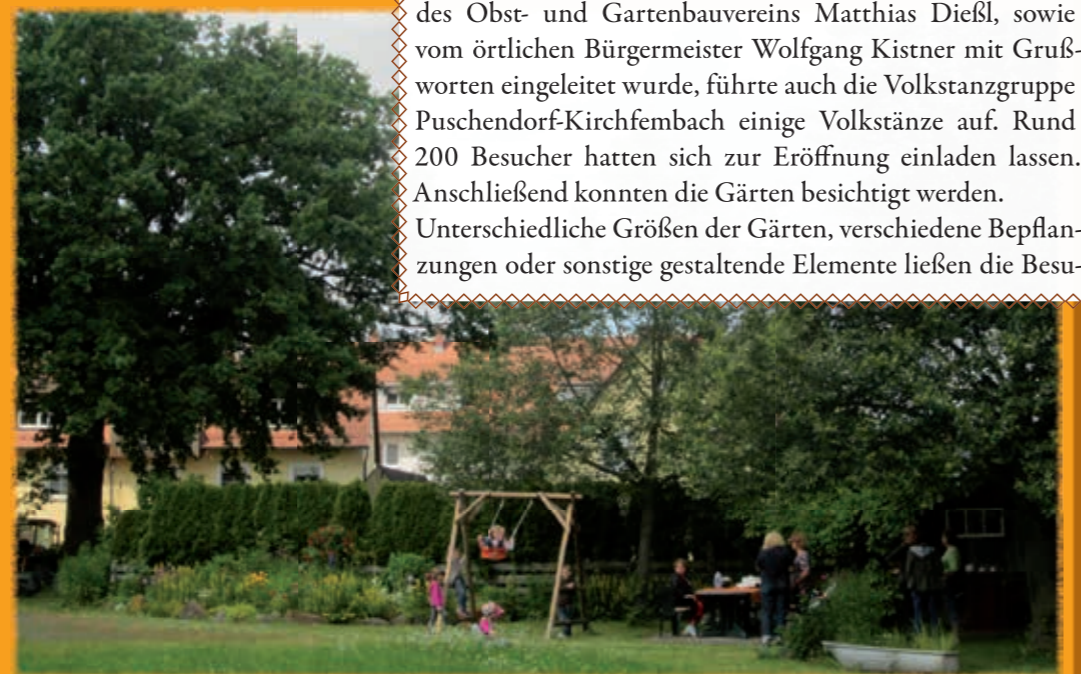 des Obst- und Gartenbauvereins Matthias Dießl, sowie
vom örtlichen Bürgermeister Wolfgang Kistner mit Gruß-
worten eingeleitet wurde, führte auch die Volkstanzgruppe
Puschendorf-Kirchfembach einige Volkstänze auf. Rund
200 Besucher hatten sich zur Eröffnung einladen lassen.
Anschließend konnten die Gärten besichtigt werden.
Unterschiedliche Größen der Gärten, verschiedene Bepflan-
zungen oder sonstige gestaltende Elemente ließen die Besu-